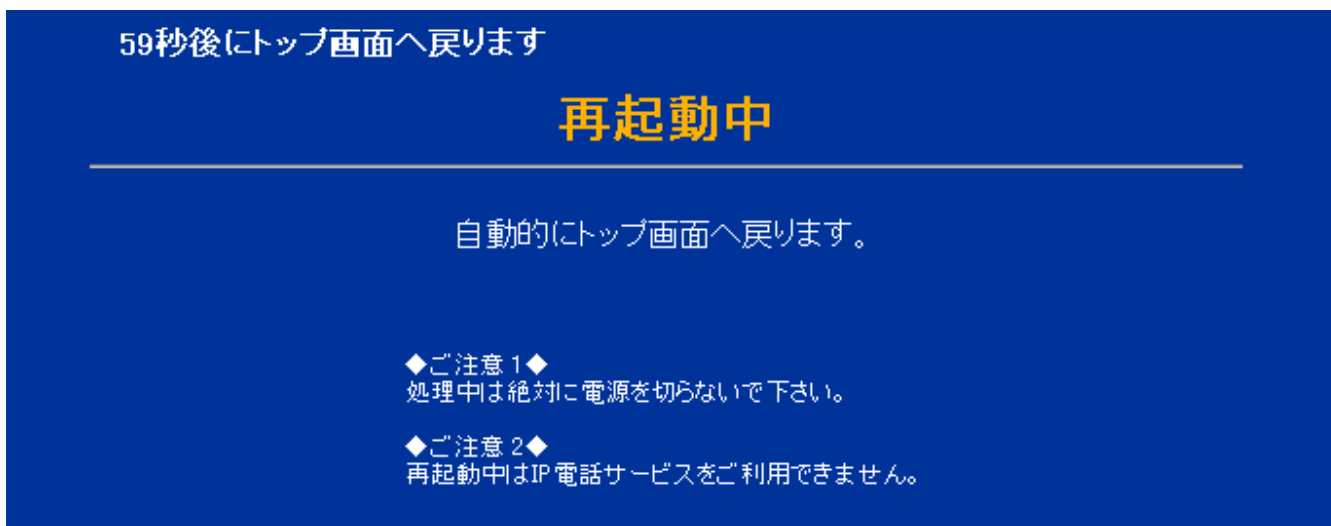 59秒後にトップ画面へ戻ります
再起動中
自動的にトップ画面へ戻ります。
◆ご注意1◆
処理中は絶対に電源を切らないで下さい。
◆ご注意2◆
再起動中はIP電話サービスをご利用できません。